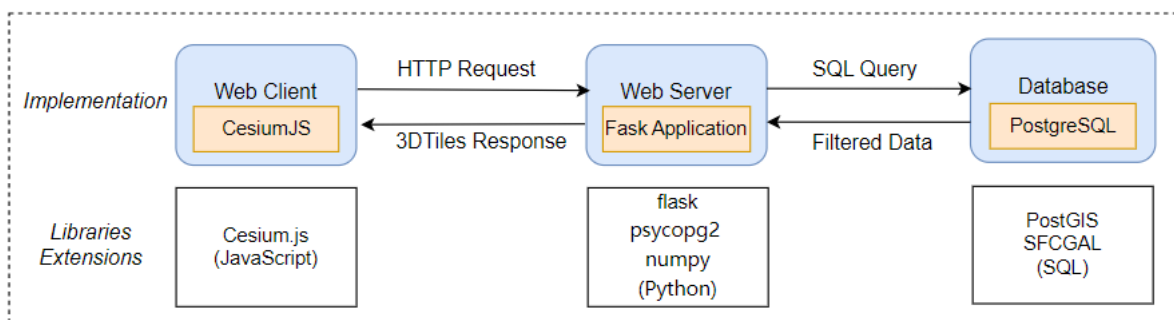 Implementation
Web Client
CesiumJS
HTTP Request
3DTiles Response
Web Server
Fask Application
SQL Query
Filtered Data
Database
PostgreSQL
Libraries
Extensions
Cesium.js
(JavaScript)
flask
psycopg2
numpy
(Python)
PostGIS
SFCGAL
(SQL)